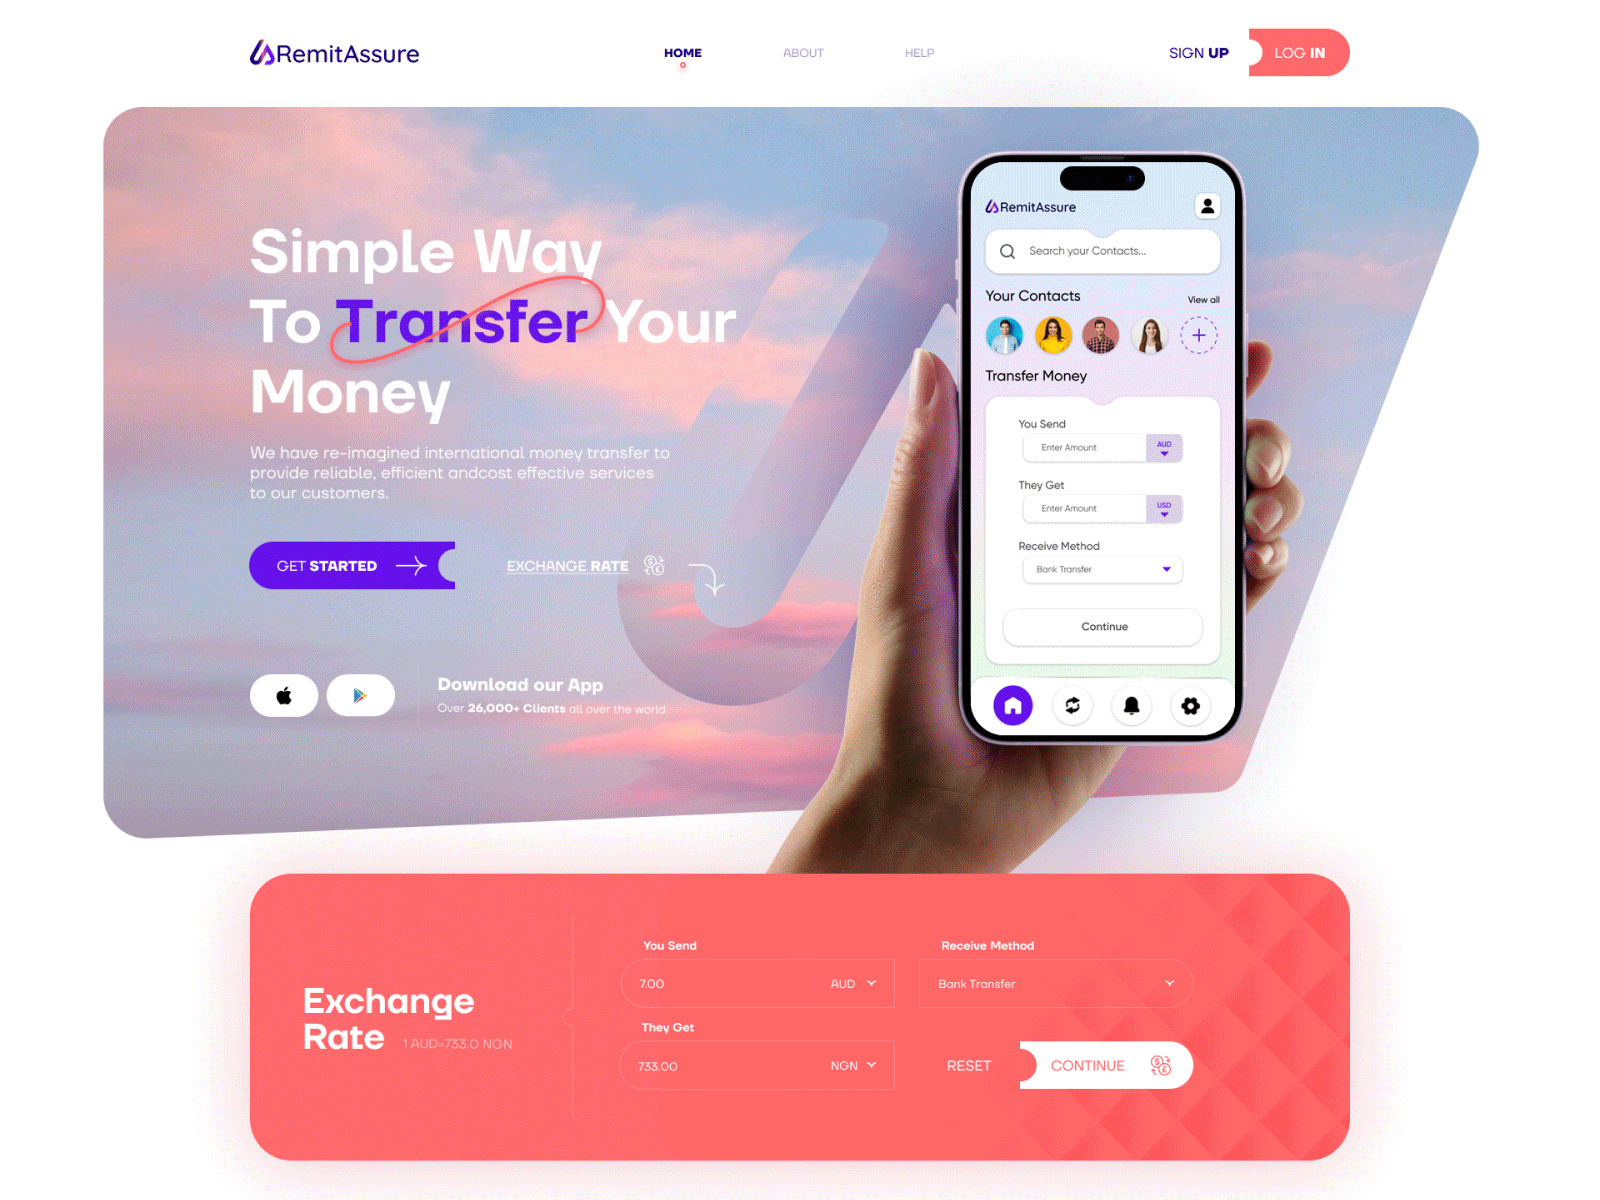 RemitAssure
HOME
ABOUT
HELP
SIGN UP
LOG IN
Simple Way
To Transfer Your
Money
We have re-imagined international money transfer to
provide reliable, efficient andcost effective services
to our customers.
GET STARTED
EXCHANGE RATE
Download our App
Over 26,000+ Clients all over the world
RemitAssure
Search your Contacts...
Your Contacts
View all
Transfer Money
You Send
Enter Amount
AUD
They Get
Enter Amount
USD
Receive Method
Bank Transfer
Continue
Exchange
Rate
1 AUD=733.0 NGN
You Send
7.00
AUD
Receive Method
Bank Transfer
They Get
733.00
NGN
RESET
CONTINUE